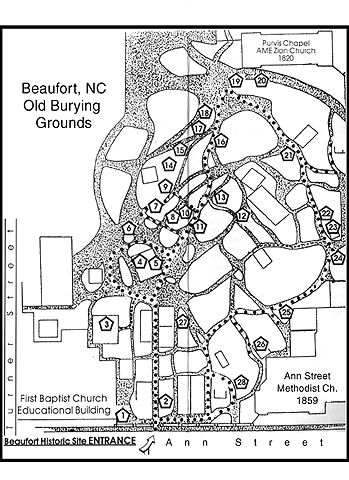 Purvis Chapel
AME Zion Church
1820
Beaufort, NC
Old Burying
Grounds
19
20
18
17
16
15
14
21
9
13
7
8
10
12
22
11
23
6
4
5
24
25
3
27
26
28
Turner Street
Ann Street
Methodist Ch.
1859
First Baptist Church
Educational Building
1
2
Beaufort Historic Site ENTRANCE
Ann Street